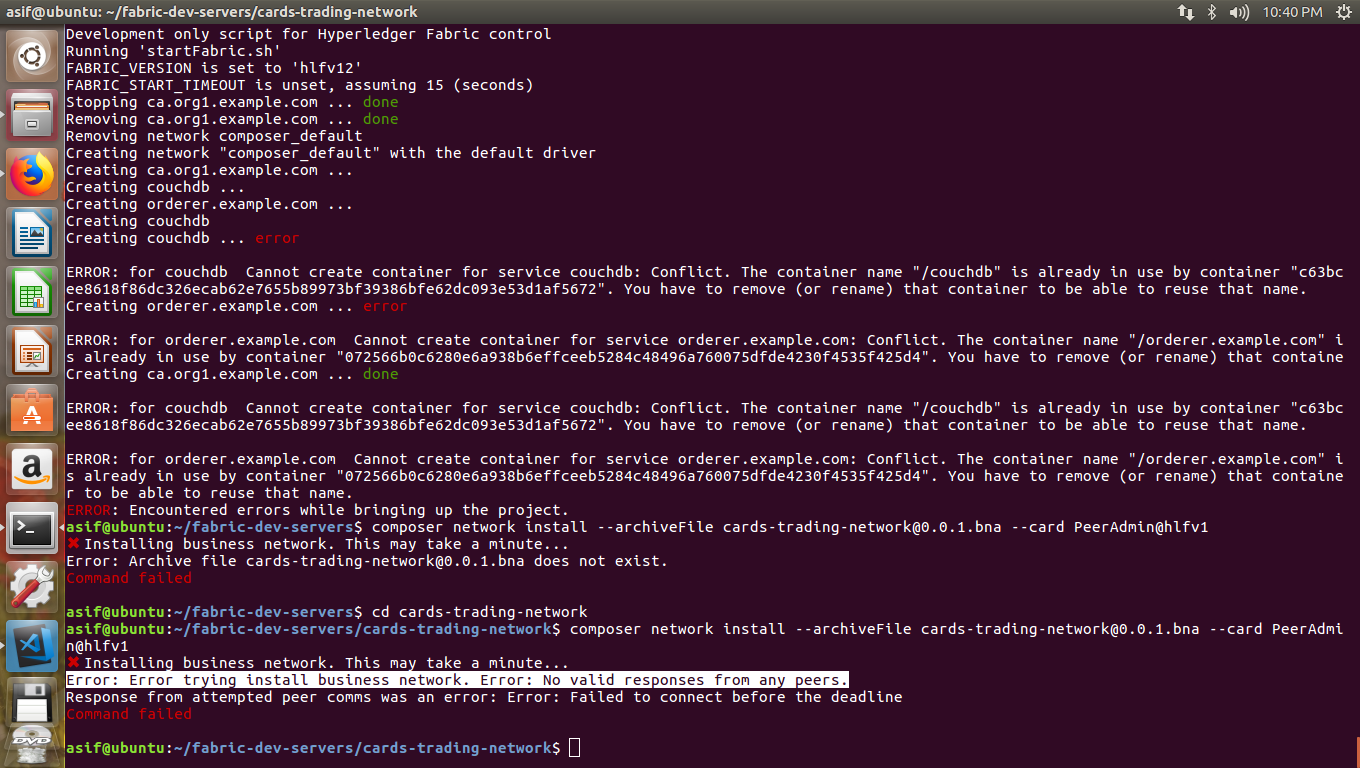 asif@ubuntu: ~/fabric-dev-servers/cards-trading-network
10:40 PM
Development only script for Hyperledger Fabric control
Running 'startFabric.sh'
FABRIC_VERSION is set to 'hlfv12'
FABRIC_START_TIMEOUT is unset, assuming 15 (seconds)
Stopping ca.org1.example.com ... done
Removing ca.org1.example.com ... done
Removing network composer_default
Creating network "composer_default" with the default driver
Creating ca.org1.example.com ...
Creating couchdb ...
Creating orderer.example.com ...
Creating couchdb
Creating couchdb ... error
ERROR: for couchdb  Cannot create container for service couchdb: Conflict. The container name "/couchdb" is already in use by container "c63bc
ee8618f86dc326ecab62e7655b89973bf39386bfe62dc093e53d1af5672". You have to remove (or rename) that container to be able to reuse that name.
Creating orderer.example.com ... error
ERROR: for orderer.example.com  Cannot create container for service orderer.example.com: Conflict. The container name "/orderer.example.com" i
s already in use by container "072566b0c6280e6a938b6effceeb5284c48496a760075dfde4230f4535f425d4". You have to remove (or rename) that containe
Creating ca.org1.example.com ... done
ERROR: for couchdb  Cannot create container for service couchdb: Conflict. The container name "/couchdb" is already in use by container "c63bc
ee8618f86dc326ecab62e7655b89973bf39386bfe62dc093e53d1af5672". You have to remove (or rename) that container to be able to reuse that name.
ERROR: for orderer.example.com  Cannot create container for service orderer.example.com: Conflict. The container name "/orderer.example.com" i
s already in use by container "072566b0c6280e6a938b6effceeb5284c48496a760075dfde4230f4535f425d4". You have to remove (or rename) that containe
r to be able to reuse that name.
ERROR: Encountered errors while bringing up the project.
asif@ubuntu:~/fabric-dev-servers$ composer network install --archiveFile cards-trading-network@0.0.1.bna --card PeerAdmin@hlfv1
✖ Installing business network. This may take a minute...
Error: Archive file cards-trading-network@0.0.1.bna does not exist.
Command failed
asif@ubuntu:~/fabric-dev-servers$ cd cards-trading-network
asif@ubuntu:~/fabric-dev-servers/cards-trading-network$ composer network install --archiveFile cards-trading-network@0.0.1.bna --card PeerAdmi
n@hlfv1
✖ Installing business network. This may take a minute...
Error: Error trying install business network. Error: No valid responses from any peers.
Response from attempted peer comms was an error: Error: Failed to connect before the deadline
Command failed
asif@ubuntu:~/fabric-dev-servers/cards-trading-network$